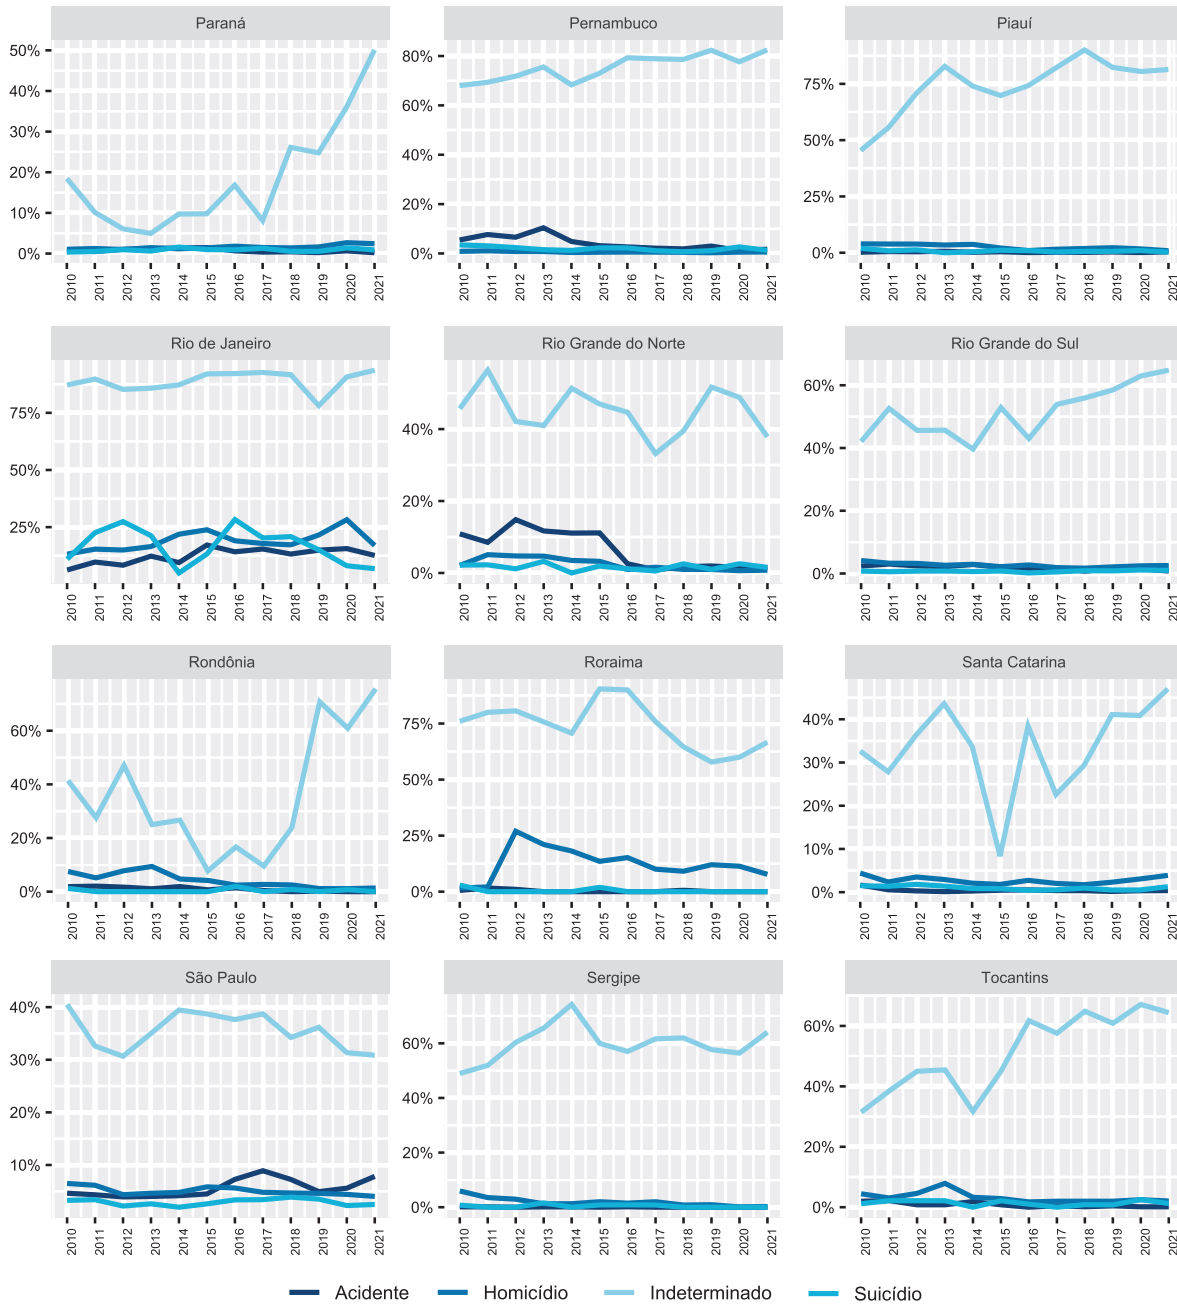 Paraná
50%
40%
30%
20%
10%
0%
2010 2011 2012 2013 2014 2015 2016 2017 2018 2019 2020 2021
Pernambuco
80%
60%
40%
20%
0%
2010 2011 2012 2013 2014 2015 2016 2017 2018 2019 2020 2021
Piauí
75%
50%
25%
0%
2010 2011 2012 2013 2014 2015 2016 2017 2018 2019 2020 2021
Rio de Janeiro
75%
50%
25%
2010 2011 2012 2013 2014 2015 2016 2017 2018 2019 2020 2021
Rio Grande do Norte
40%
20%
0%
2010 2011 2012 2013 2014 2015 2016 2017 2018 2019 2020 2021
Rio Grande do Sul
60%
40%
20%
0%
2010 2011 2012 2013 2014 2015 2016 2017 2018 2019 2020 2021
Rondônia
60%
40%
20%
0%
2010 2011 2012 2013 2014 2015 2016 2017 2018 2019 2020 2021
Roraima
75%
50%
25%
0%
2010 2011 2012 2013 2014 2015 2016 2017 2018 2019 2020 2021
Santa Catarina
40%
30%
20%
10%
0%
2010 2011 2012 2013 2014 2015 2016 2017 2018 2019 2020 2021
São Paulo
40%
30%
20%
10%
2010 2011 2012 2013 2014 2015 2016 2017 2018 2019 2020 2021
Sergipe
60%
40%
20%
0%
2010 2011 2012 2013 2014 2015 2016 2017 2018 2019 2020 2021
Tocantins
60%
40%
20%
0%
2010 2011 2012 2013 2014 2015 2016 2017 2018 2019 2020 2021
Acidente Homicídio Indeterminado Suicídio